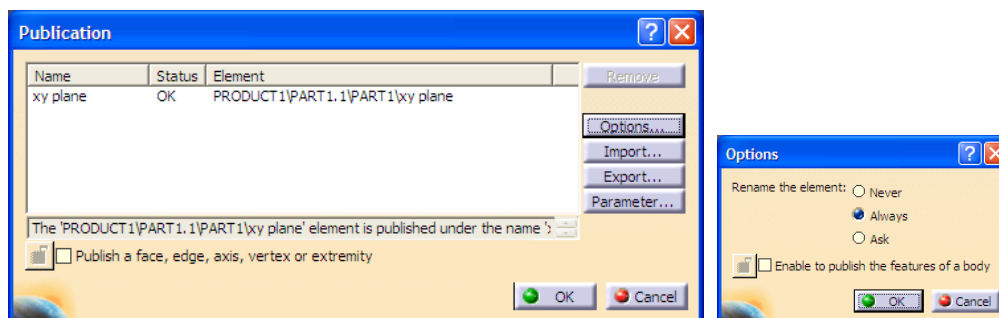 Publication
Name Status Element
xy plane OK PRODUCT1\PART1.1\PART1\xy plane
Remove
Options...
Import...
Export...
Parameter...
The 'PRODUCT1\PART1.1\PART1\xy plane' element is published under the name '
Publish a face, edge, axis, vertex or extremity
OK Cancel
Options
Rename the element: Never
Always
Ask
Enable to publish the features of a body
OK Cancel